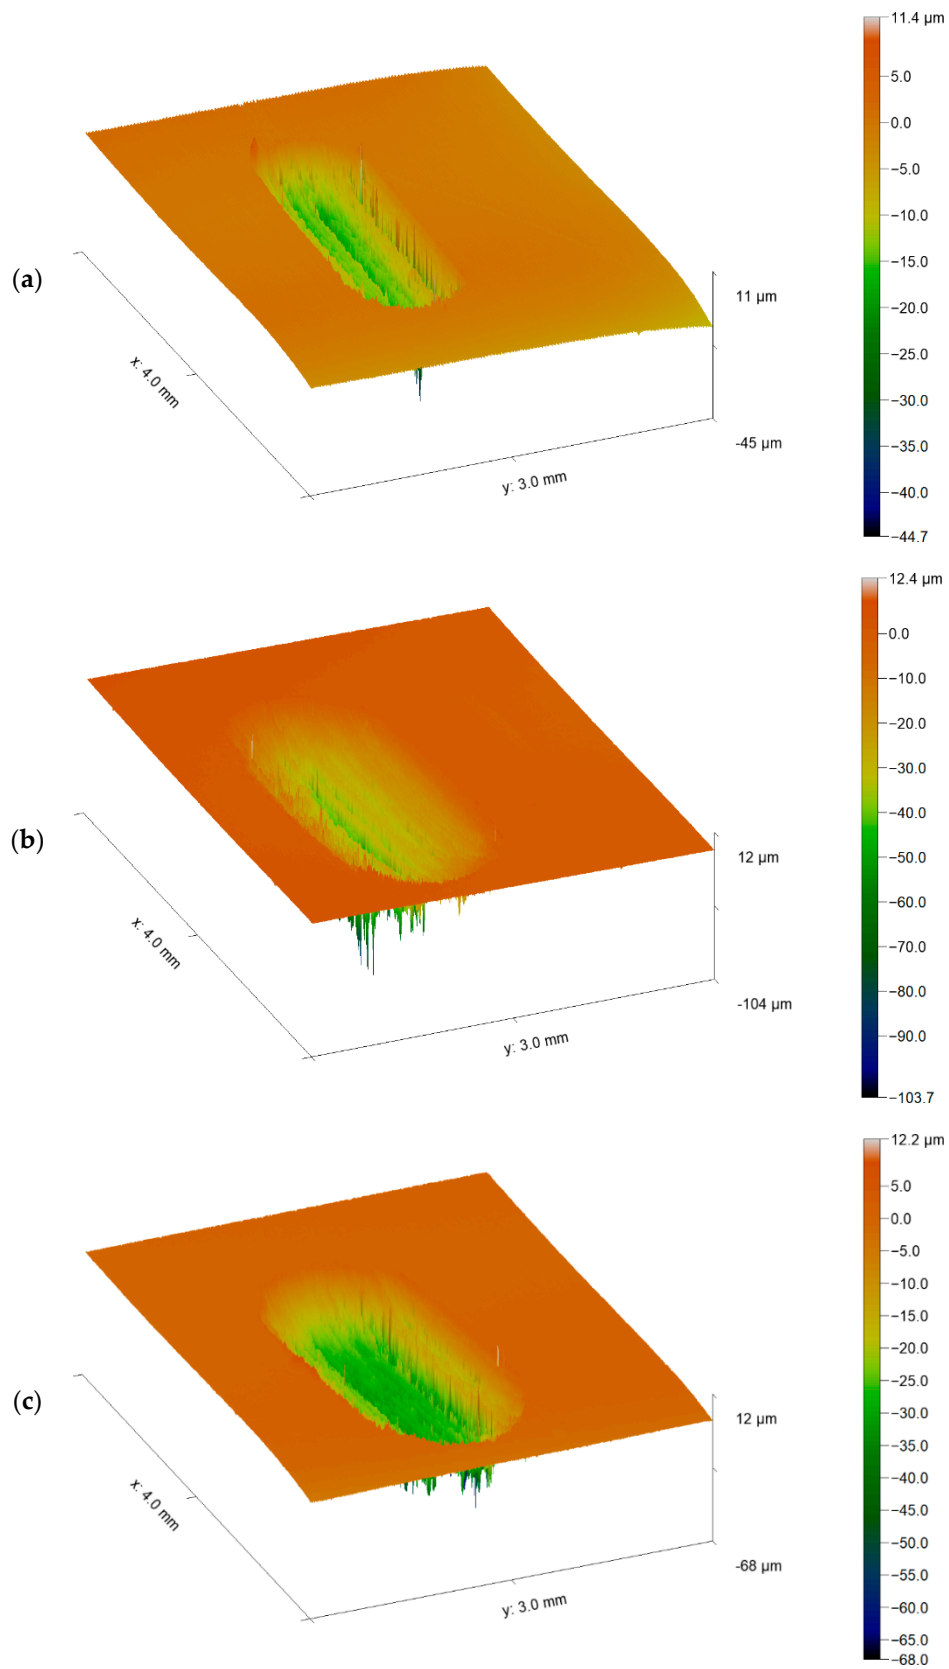 11.4 µm
5.0
0.0
−5.0
−10.0
−15.0
−20.0
−25.0
−30.0
−35.0
−40.0
−44.7
(a)
x: 4.0 mm
y: 3.0 mm
11 µm
-45 µm
12.4 µm
0.0
−10.0
−20.0
−30.0
−40.0
−50.0
−60.0
−70.0
−80.0
−90.0
−103.7
(b)
x: 4.0 mm
y: 3.0 mm
12 µm
-104 µm
12.2 µm
5.0
0.0
−5.0
−10.0
−15.0
−20.0
−25.0
−30.0
−35.0
−40.0
−45.0
−50.0
−55.0
−60.0
−65.0
−68.0
(c)
x: 4.0 mm
y: 3.0 mm
12 µm
-68 µm